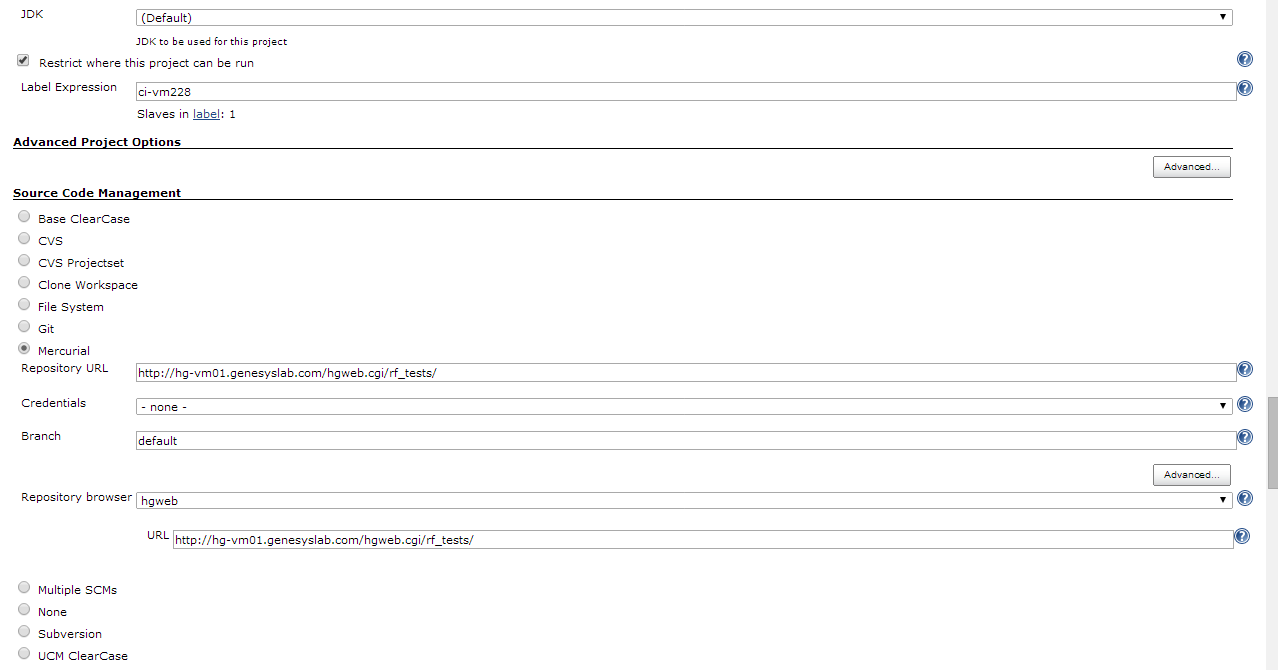 JDK
(Default)
JDK to be used for this project
Restrict where this project can be run
Label Expression
ci-vm228
Slaves in label: 1
Advanced Project Options
Advanced...
Source Code Management
Base ClearCase
CVS
CVS Projectset
Clone Workspace
File System
Git
Mercurial
Repository URL
http://hg-vm01.genesyslab.com/hgweb.cgi/rf_tests/
Credentials
- none -
Branch
default
Advanced...
Repository browser
hgweb
URL
http://hg-vm01.genesyslab.com/hgweb.cgi/rf_tests/
Multiple SCMs
None
Subversion
UCM ClearCase